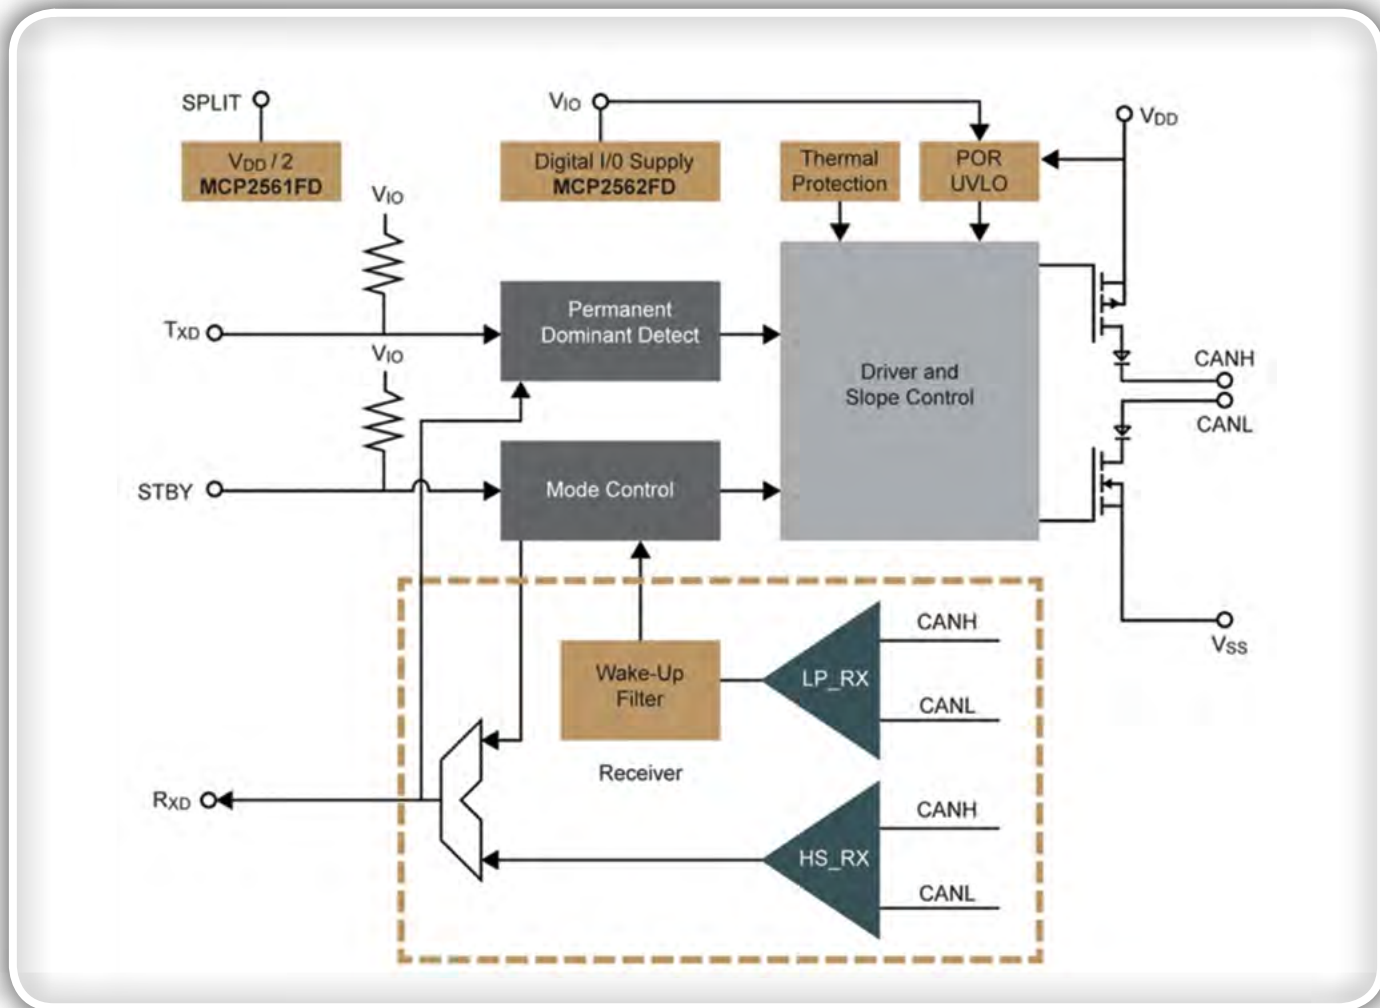 SPLIT
VIO
VDD
VDD / 2
MCP2561FD
Digital I/0 Supply
MCP2562FD
Thermal
Protection
POR
UVLO
VIO
TXD
Permanent
Dominant Detect
VIO
Driver and
Slope Control
CANH
CANL
STBY
Mode Control
VSS
Wake-Up
Filter
LP_RX
CANH
CANL
Receiver
RXD
HS_RX
CANH
CANL